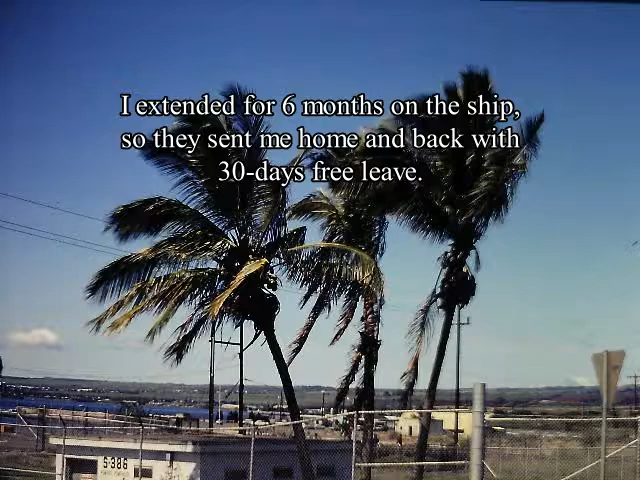 I extended for 6 months on the ship,
so they sent me home and back with
30-days free leave.
S-386